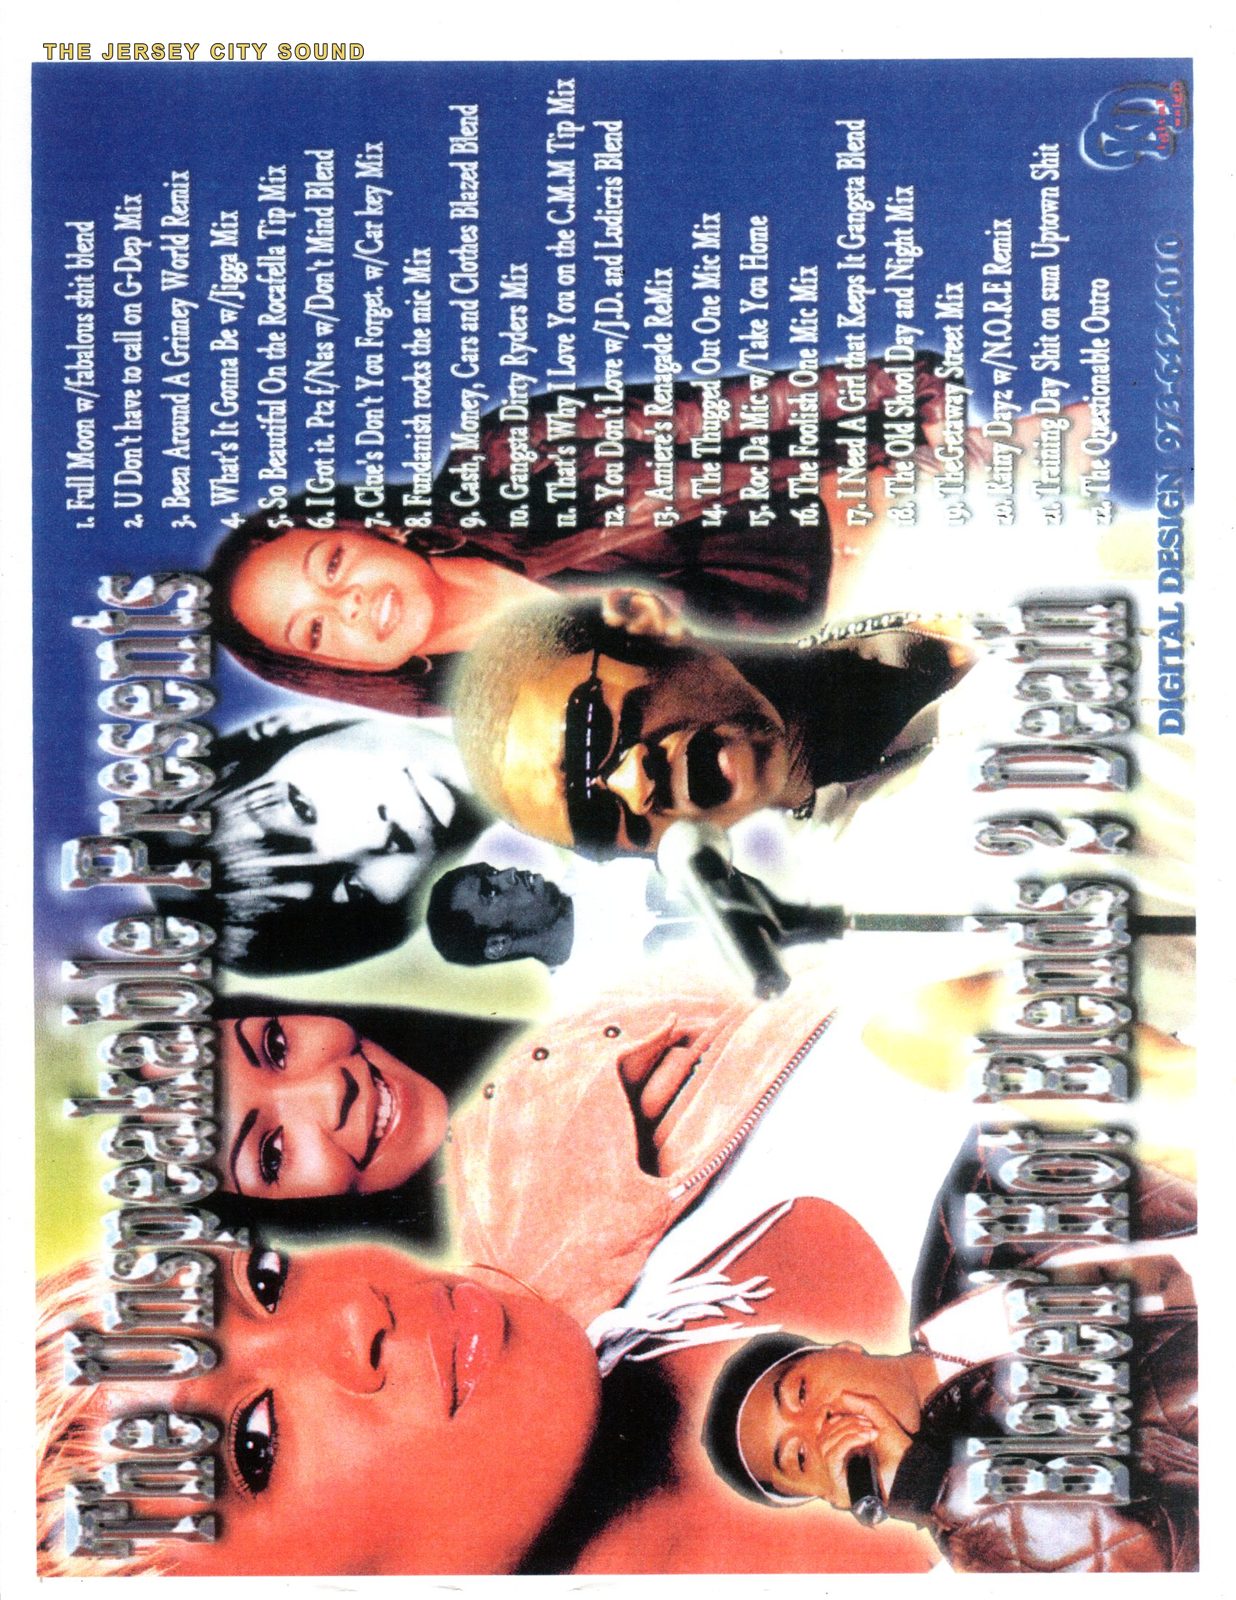 THE JERSEY CITY SOUND
The Unspeakable Presents
1. Full Moon w/fabalous shit blend
2. U Don't have to call on G-Dep Mix
3. Been Around A Grimey World Remix
4. What's It Gonna Be w/Jigga Mix
5. So Beautiful On the Rocafella Tip Mix
6. I Got it. Pt2 f/Nas w/Don't Mind Blend
7. Clue's Don't You Forget. w/Car key Mix
8. Fundanish rocks the mic Mix
9. Cash, Money, Cars and Clothes Blazed Blend
10. Gangsta Dirty Ryders Mix
11. That's Why I Love You on the C.M.M Tip Mix
12. You Don't Love w/J.D. and Ludicris Blend
13. Amiere's Renagade ReMix
14. The Thugged Out One Mic Mix
15. Roc Da Mic w/Take You Home
16. The Foolish One Mic Mix
17. I Need A Girl that Keeps It Gangsta Blend
18. The Old Shool Day and Night Mix
19. TheGetaway Street Mix
20. Rainy Dayz w/N.O.R.E Remix
21. Training Day Shit on sum Uptown Shit
22. The Questionable Outro
Blazen' Hot Blends 2 Deaft
DIGITAL DESIGN 973-612-4010